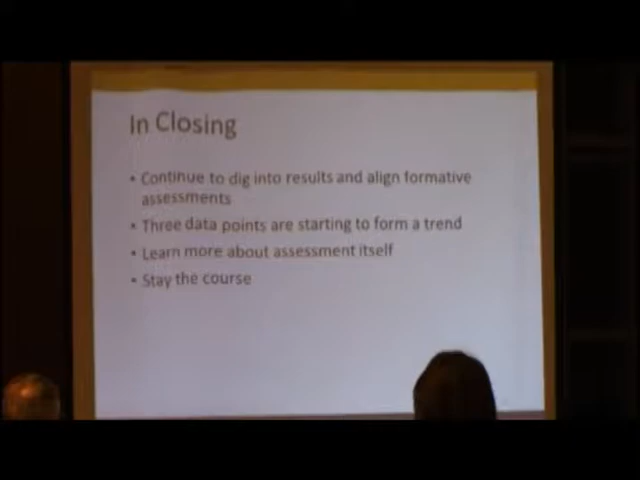 In Closing
• Continue to dig into results and align formative
assessments
• Three data points are starting to form a trend
• Learn more about assessment itself
• Stay the course